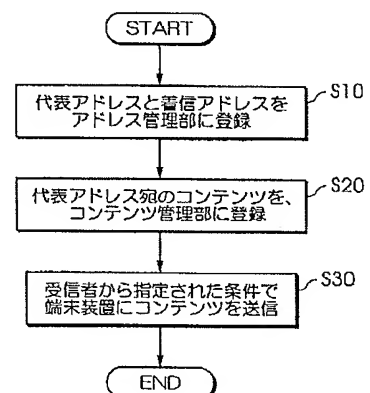 START
代表アドレスと着信アドレスを
アドレス管理部に登録
S10
代表アドレス宛のコンテンツを、
コンテンツ管理部に登録
S20
受信者から指定された条件で
端末装置にコンテンツを送信
S30
END